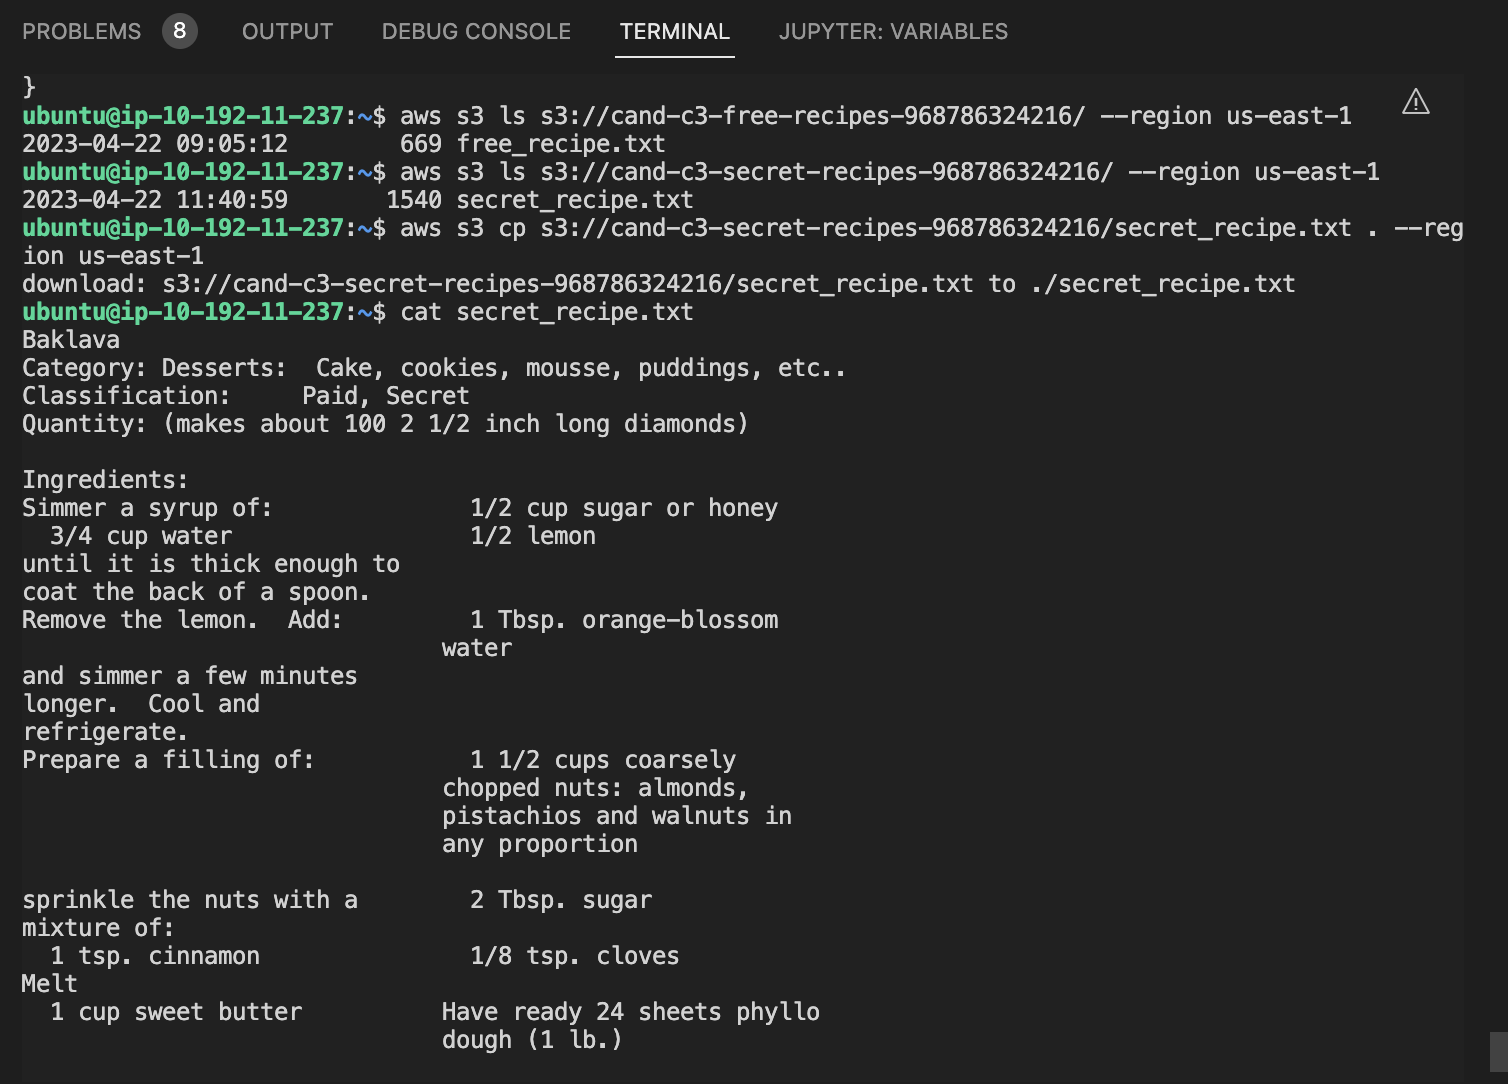 PROBLEMS 8 OUTPUT DEBUG CONSOLE TERMINAL JUPYTER: VARIABLES
}
ubuntu@ip-10-192-11-237:~$ aws s3 ls s3://cand-c3-free-recipes-968786324216/ --region us-east-1
2023-04-22 09:05:12        669 free_recipe.txt
ubuntu@ip-10-192-11-237:~$ aws s3 ls s3://cand-c3-secret-recipes-968786324216/ --region us-east-1
2023-04-22 11:40:59       1540 secret_recipe.txt
ubuntu@ip-10-192-11-237:~$ aws s3 cp s3://cand-c3-secret-recipes-968786324216/secret_recipe.txt . --reg
ion us-east-1
download: s3://cand-c3-secret-recipes-968786324216/secret_recipe.txt to ./secret_recipe.txt
ubuntu@ip-10-192-11-237:~$ cat secret_recipe.txt
Baklava
Category: Desserts:  Cake, cookies, mousse, puddings, etc..
Classification:     Paid, Secret
Quantity: (makes about 100 2 1/2 inch long diamonds)

Ingredients:
Simmer a syrup of:              1/2 cup sugar or honey
  3/4 cup water                 1/2 lemon
until it is thick enough to
coat the back of a spoon.
Remove the lemon.  Add:         1 Tbsp. orange-blossom
                              water
and simmer a few minutes
longer.  Cool and
refrigerate.
Prepare a filling of:           1 1/2 cups coarsely
                              chopped nuts: almonds,
                              pistachios and walnuts in
                              any proportion

sprinkle the nuts with a        2 Tbsp. sugar
mixture of:
  1 tsp. cinnamon               1/8 tsp. cloves
Melt
  1 cup sweet butter          Have ready 24 sheets phyllo
                              dough (1 lb.)